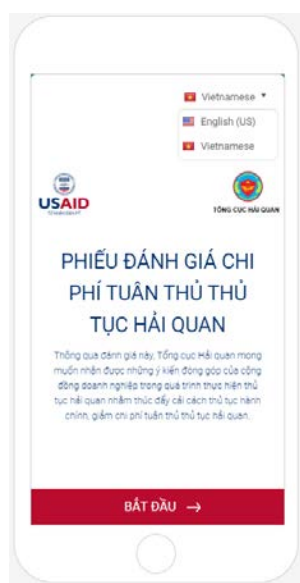 Vietnamese
English (US)
Vietnamese
USAID
TỔNG CỤC HẢI QUAN
PHIẾU ĐÁNH GIÁ CHI
PHÍ TUÂN THỦ THỦ
TỤC HẢI QUAN
Thông qua đánh giá này, Tổng cục Hải quan mong
muốn nhận được những ý kiến đóng góp của cộng
đồng doanh nghiệp trong quá trình thực hiện thủ
tục hải quan nhằm thúc đẩy cải cách thủ tục hành
chính, giảm chi phí tuân thủ thủ tục hải quan.
BẮT ĐẦU →